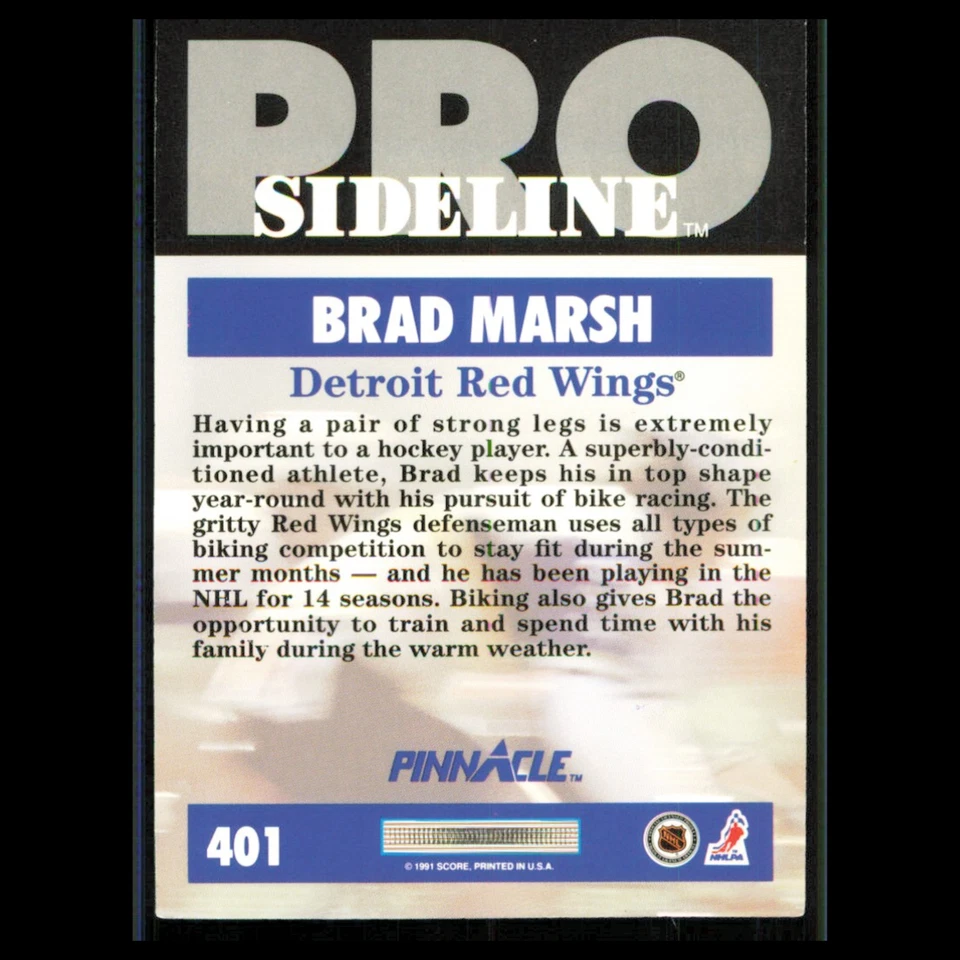 PRO
SIDELINE™
BRAD MARSH
Detroit Red Wings®
Having a pair of strong legs is extremely
important to a hockey player. A superbly-condi-
tioned athlete, Brad keeps his in top shape
year-round with his pursuit of bike racing. The
gritty Red Wings defenseman uses all types of
biking competition to stay fit during the sum-
mer months — and he has been playing in the
NHL for 14 seasons. Biking also gives Brad the
opportunity to train and spend time with his
family during the warm weather.
PINNACLE™
401
© 1991 SCORE, PRINTED IN U.S.A.
NHL
NHLPA